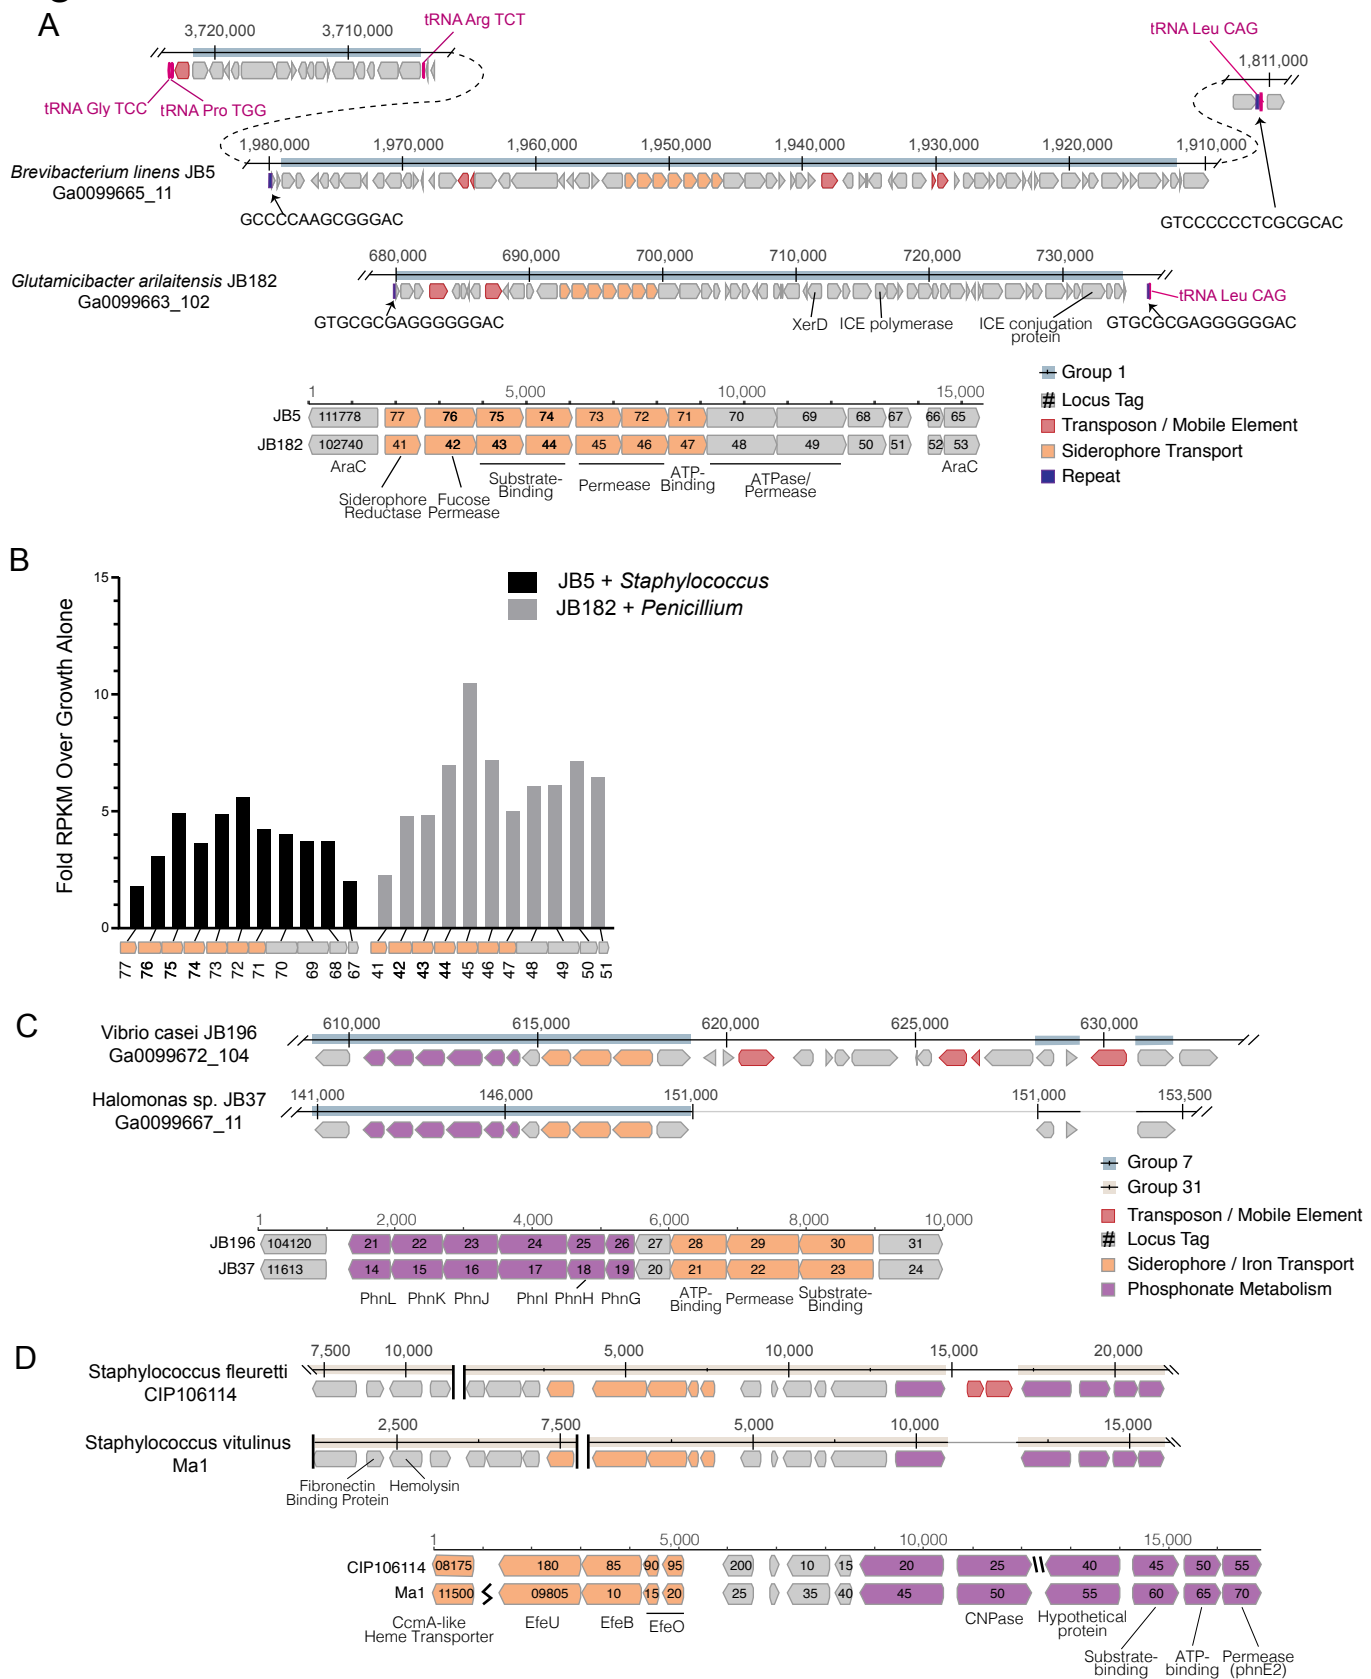 A
3,720,000 3,710,000
tRNA Arg TCT
tRNA Gly TCC tRNA Pro TGG
tRNA Leu CAG
1,811,000
1,980,000 1,970,000 1,960,000 1,950,000 1,940,000 1,930,000 1,920,000 1,910,000
Brevibacterium linens JB5
Ga0099665_11
GCCCCAAGCGGGAC
GTCCCCCCTCGCGCAC
680,000 690,000 700,000 710,000 720,000 730,000
Glutamicibacter arilaitensis JB182
Ga0099663_102
tRNA Leu CAG
GTGCGCGAGGGGGGAC
XerD ICE polymerase ICE conjugation
protein
GTGCGCGAGGGGGGAC
1 5,000 10,000 15,000
JB5 111778 77 76 75 74 73 72 71 70 69 68 67 66 65
JB182 102740 41 42 43 44 45 46 47 48 49 50 51 52 53
AraC
Siderophore
Reductase
Fucose
Permease
Substrate-
Binding
Permease
ATP-
Binding
ATPase/
Permease
AraC
Group 1
# Locus Tag
Transposon / Mobile Element
Siderophore Transport
Repeat
B
Fold RPKM Over Growth Alone
15
10
5
0
JB5 + Staphylococcus
JB182 + Penicillium
77 76 75 74 73 72 71 70 69 68 67 41 42 43 44 45 46 47 48 49 50 51
C
Vibrio casei JB196
Ga0099672_104
610,000 615,000 620,000 625,000 630,000
Halomonas sp. JB37
Ga0099667_11
141,000 146,000 151,000 151,000 153,500
Group 7
Group 31
Transposon / Mobile Element
# Locus Tag
Siderophore / Iron Transport
Phosphonate Metabolism
1 2,000 4,000 6,000 8,000 10,000
JB196 104120 21 22 23 24 25 26 27 28 29 30 31
JB37 11613 14 15 16 17 18 19 20 21 22 23 24
PhnL PhnK PhnJ PhnI PhnH PhnG
ATP-
Binding
Permease
Substrate-
Binding
D
Staphylococcus fleuretti
CIP106114
7,500 10,000 5,000 10,000 15,000 20,000
Staphylococcus vitulinus
Ma1
2,500 7,500 5,000 10,000 15,000
Fibronectin
Binding Protein
Hemolysin
1 5,000 10,000 15,000
CIP106114 08175 180 85 90 95 200 10 15 20 25 40 45 50 55
Ma1 11500 09805 10 15 20 25 35 40 45 50 55 60 65 70
CcmA-like
Heme Transporter
EfeU EfeB EfeO
CNPase
Hypothetical
protein
Substrate-
binding
ATP-
binding
Permease
(phnE2)